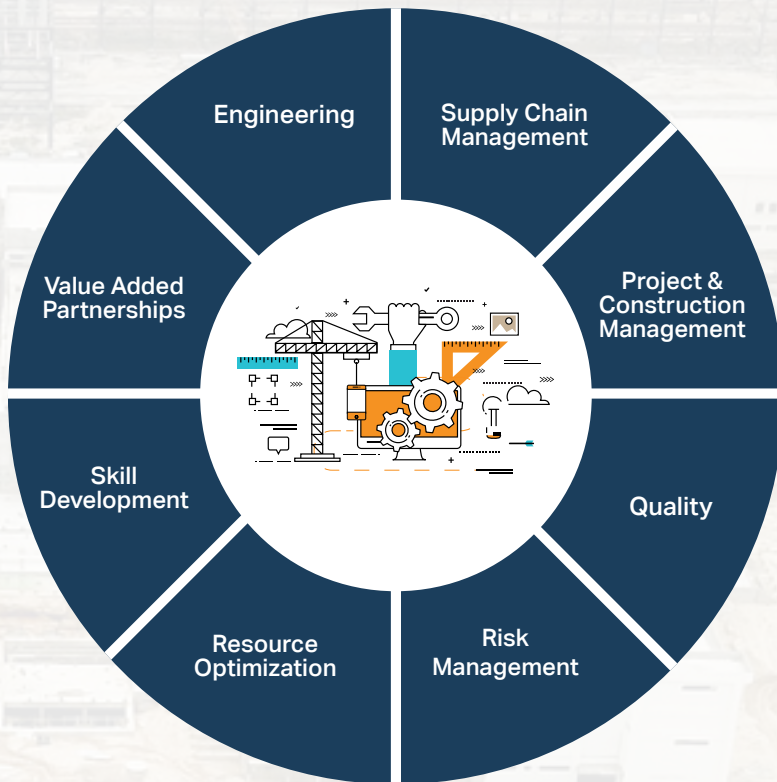 Engineering
Supply Chain
Management
Project &
Construction
Management
Quality
Risk
Management
Resource
Optimization
Skill
Development
Value Added
Partnerships